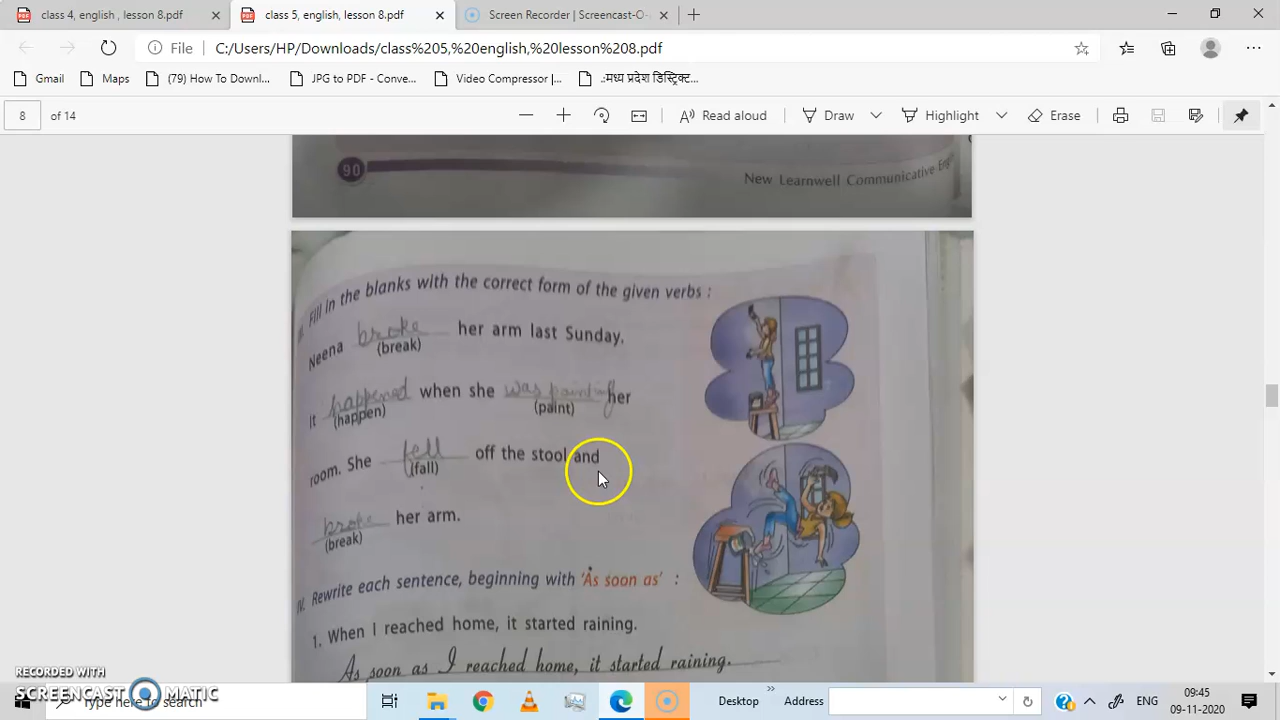 class 4, english, lesson 8.pdf
class 5, english, lesson 8.pdf
Screen Recorder | Screencast-O-
File
C:/Users/HP/Downloads/class%205,%20english,%20lesson%208.pdf
Gmail
Maps
(79) How To Downl...
JPG to PDF - Conve...
Video Compressor |...
.:मध्य प्रदेश डिस्ट्रिक्ट...
8
of 14
Read aloud
Draw
Highlight
Erase
90
New Learnwell Communicative Eng
Fill in the blanks with the correct form of the given verbs :
Neena broke her arm last Sunday.
(break)
It happened when she was painting her
(happen) (paint)
room. She fell off the stool and
(fall)
broke her arm.
(break)
IV. Rewrite each sentence, beginning with 'As soon as' :
1. When I reached home, it started raining.
As soon as I reached home, it started raining.
RECORDED WITH
SCREENCAST MATIC
Type here to search
Desktop
Address
ENG
09:45
09-11-2020